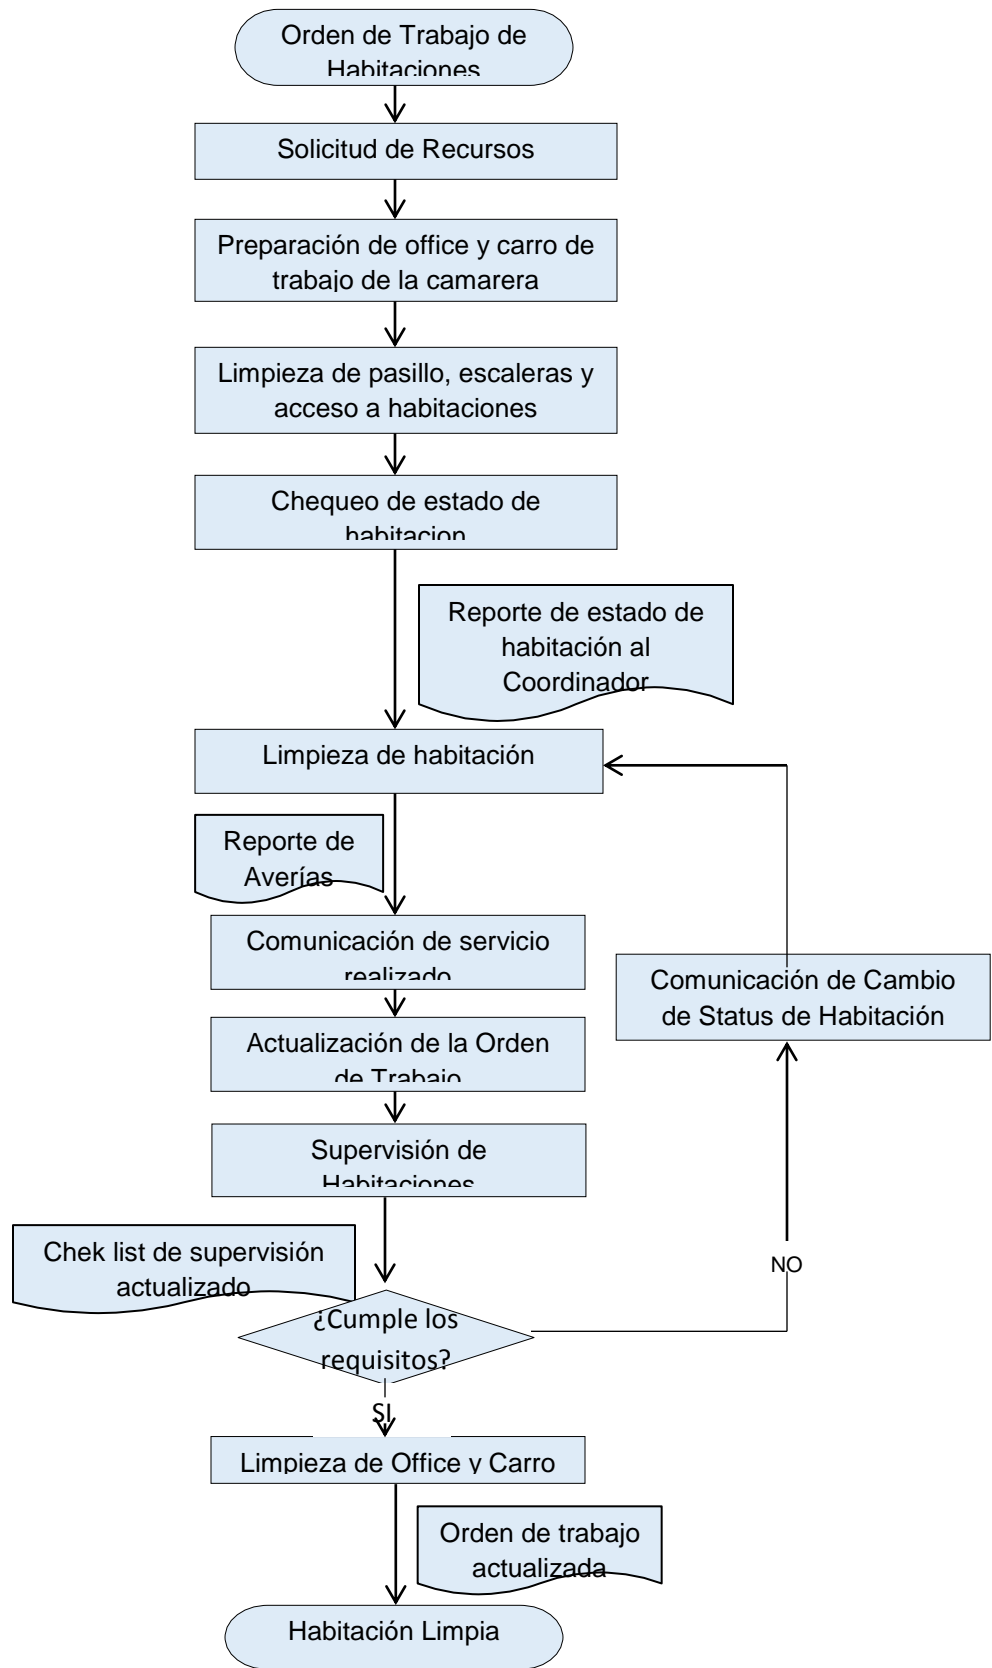 Orden de Trabajo de
Habitaciones
Solicitud de Recursos
Preparación de office y carro de
trabajo de la camarera
Limpieza de pasillo, escaleras y
acceso a habitaciones
Chequeo de estado de
habitacion
Reporte de estado de
habitación al
Coordinador
Limpieza de habitación
Reporte de
Averías
Comunicación de servicio
realizado
Comunicación de Cambio
de Status de Habitación
Actualización de la Orden
de Trabajo
Supervisión de
Habitaciones
Chek list de supervisión
actualizado
NO
¿Cumple los
requisitos?
SI
Limpieza de Office y Carro
Orden de trabajo
actualizada
Habitación Limpia